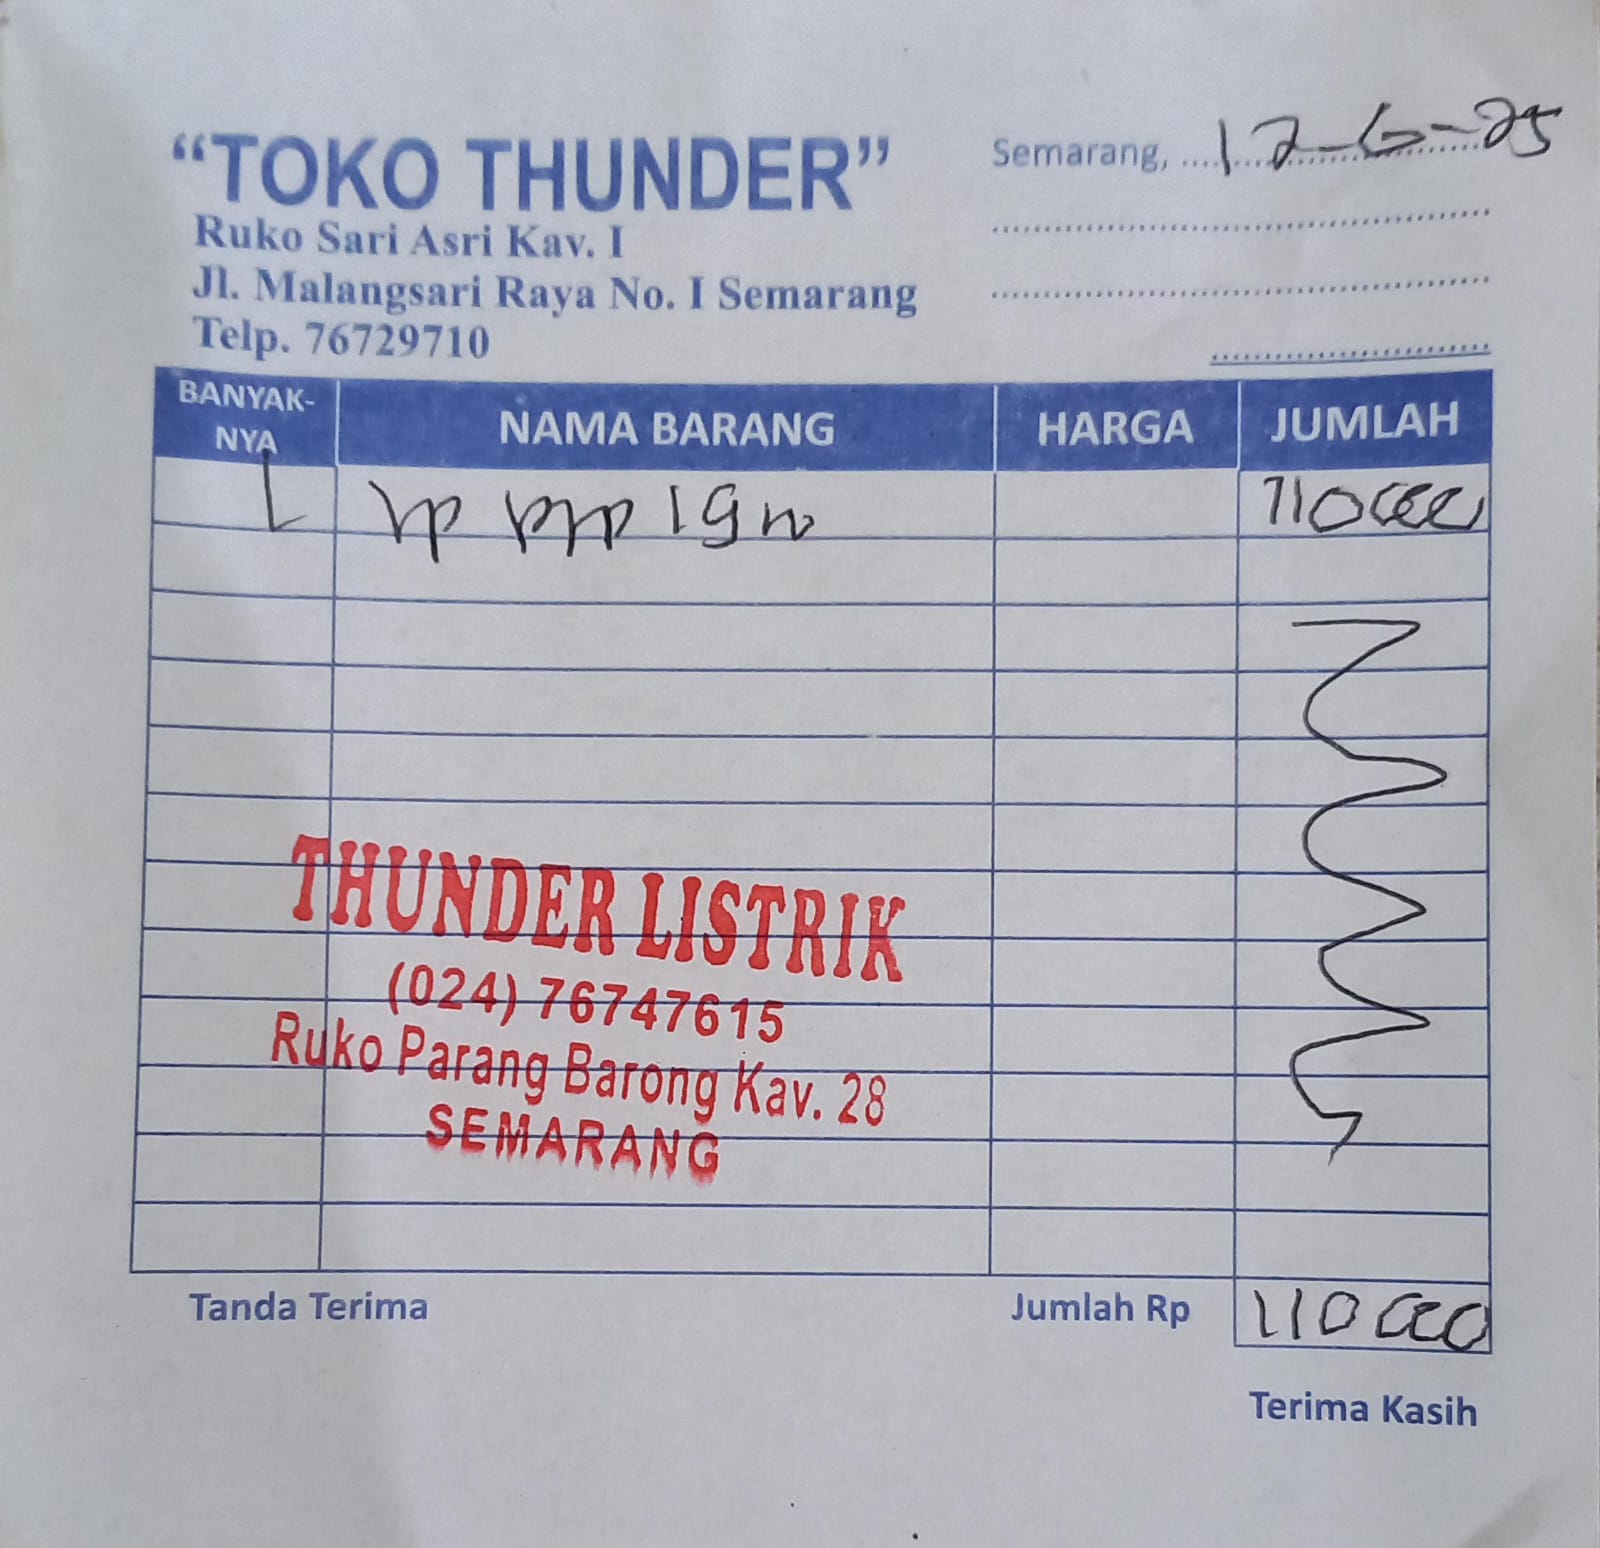 "TOKO THUNDER"
Ruko Sari Asri Kav. I
Jl. Malangsari Raya No. I Semarang
Telp. 76729710
Semarang, 12-6-25
BANYAK-
NYA
NAMA BARANG
HARGA
JUMLAH
1
110000
THUNDER LISTRIK
(024) 76747615
Ruko Parang Barong Kav. 28
SEMARANG
Tanda Terima
Jumlah Rp 110000
Terima Kasih